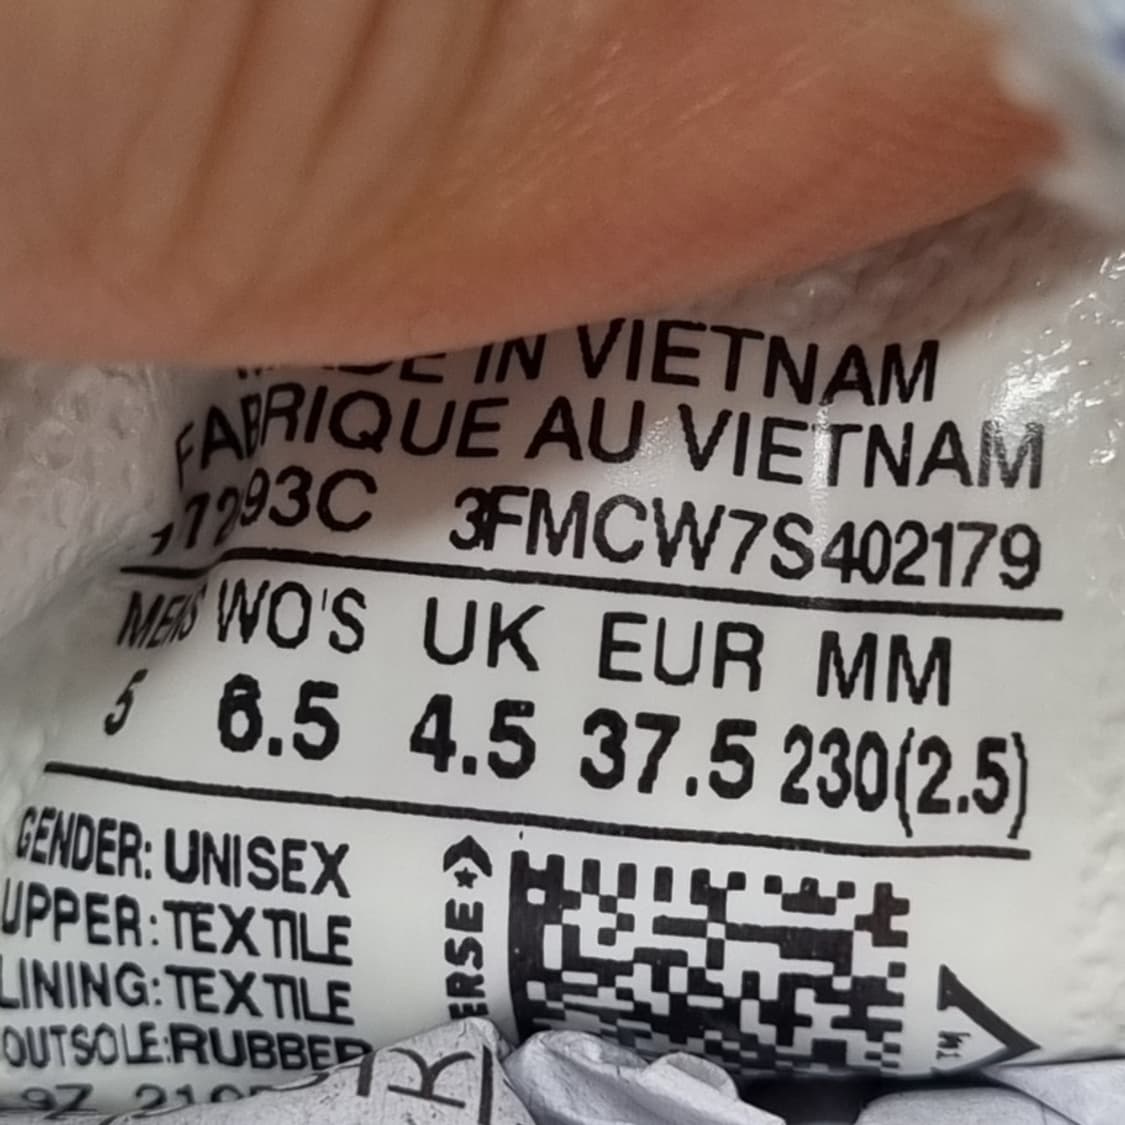 IN VIETNAM
FABRIQUE AU VIETNAM
3FMCW7S402179
MENS WO'S UK EUR MM
5 6.5 4.5 37.5 230(2.5)
GENDER: UNISEX
UPPER: TEXTILE
LINING: TEXTILE
OUTSOLE: RUBBER